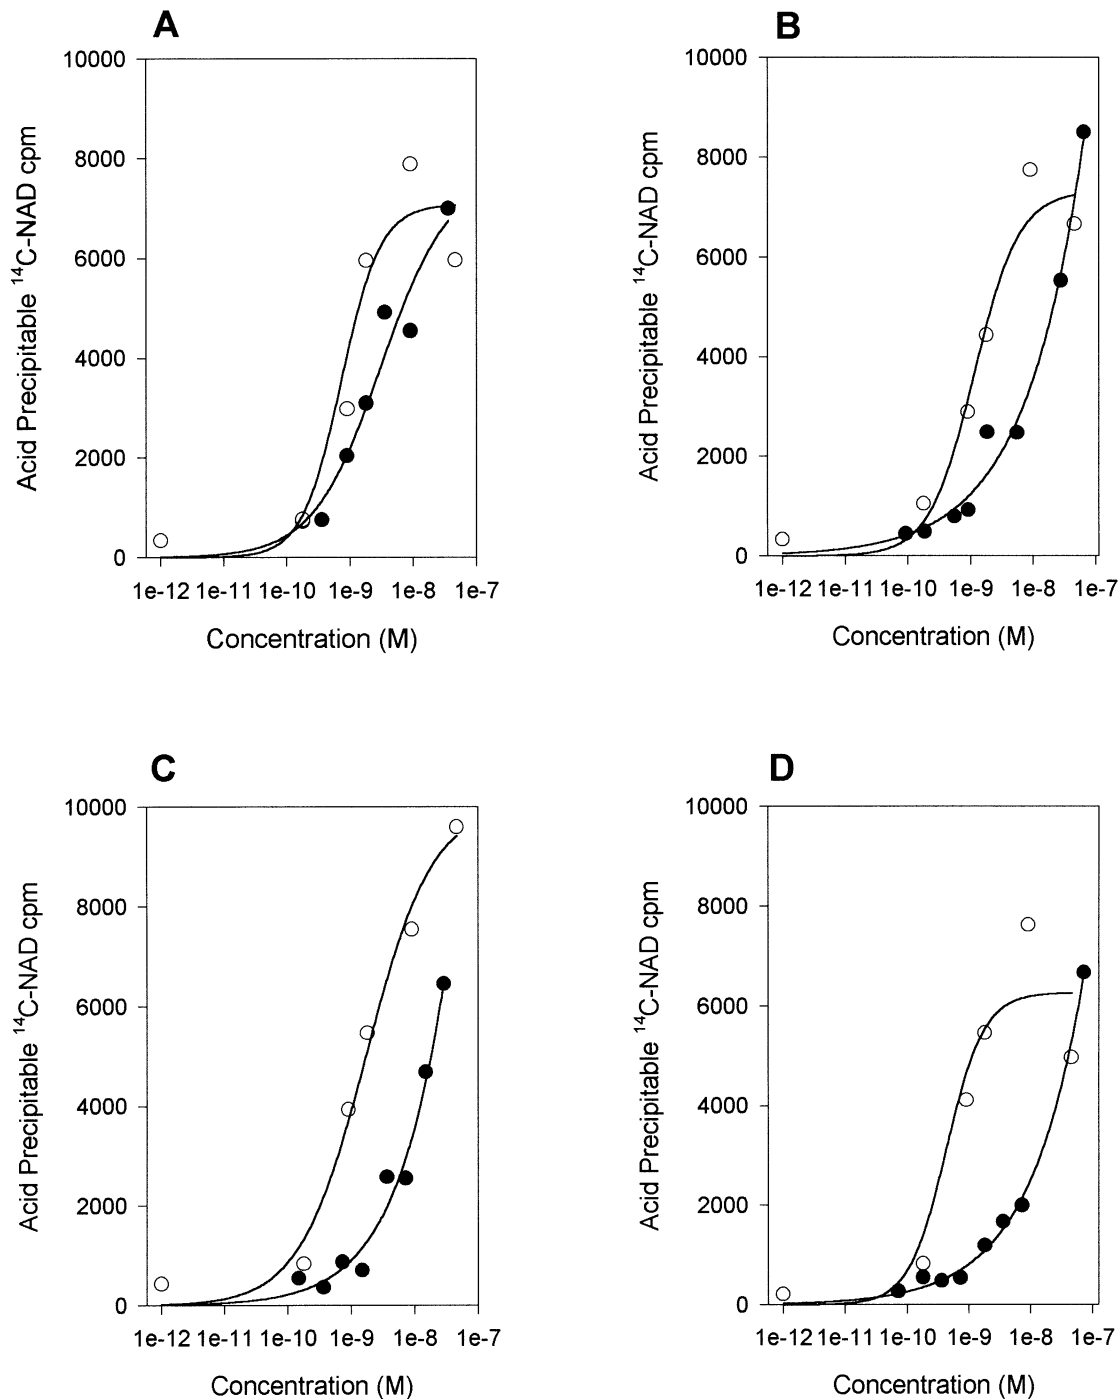 A
B
10000
8000
6000
4000
2000
0
Acid Precipitable ¹⁴C-NAD cpm
1e-12 1e-11 1e-10 1e-9 1e-8 1e-7
Concentration (M)
10000
8000
6000
4000
2000
0
Acid Precipitable ¹⁴C-NAD cpm
1e-12 1e-11 1e-10 1e-9 1e-8 1e-7
Concentration (M)
C
D
10000
8000
6000
4000
2000
0
Acid Precipitable ¹⁴C-NAD cpm
1e-12 1e-11 1e-10 1e-9 1e-8 1e-7
Concentration (M)
10000
8000
6000
4000
2000
0
Acid Precipitable ¹⁴C-NAD cpm
1e-12 1e-11 1e-10 1e-9 1e-8 1e-7
Concentration (M)